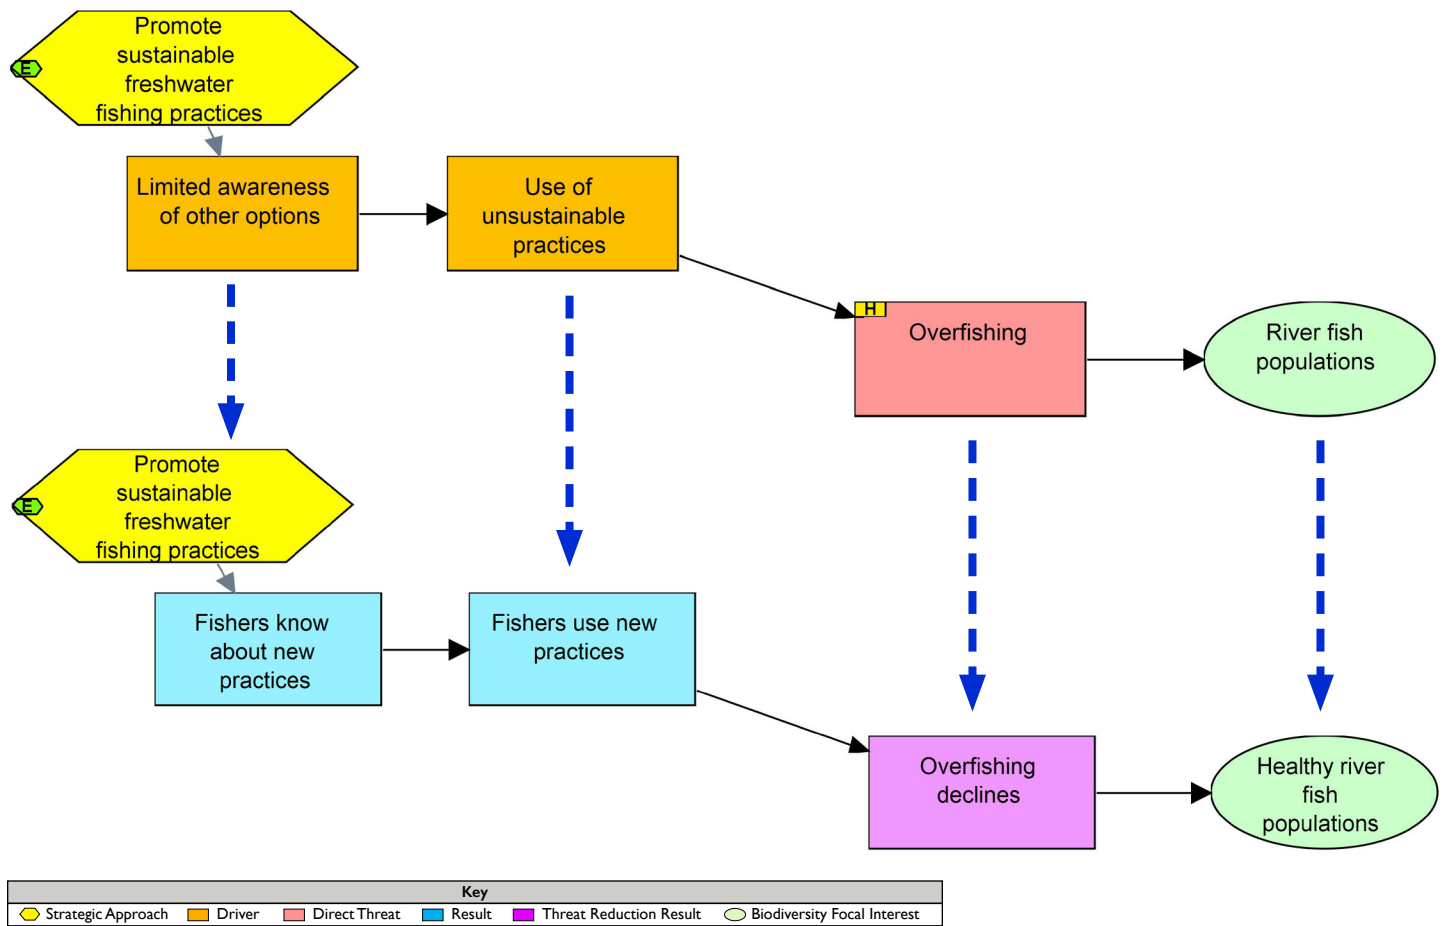 Promote
sustainable
freshwater
fishing practices
E
Limited awareness
of other options
Use of
unsustainable
practices
H
Overfishing
River fish
populations
Promote
sustainable
freshwater
fishing practices
E
Fishers know
about new
practices
Fishers use new
practices
Overfishing
declines
Healthy river
fish
populations
Key
Strategic Approach Driver Direct Threat Result Threat Reduction Result Biodiversity Focal Interest